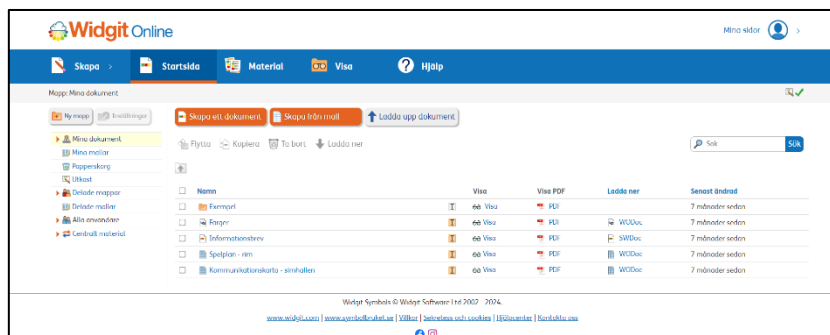 Widgit Online
Mina sidor >
Skapa > Startsida Material Visa ? Hjälp
Mapp: Mina dokument
Ny mapp Inställningar Skapa ett dokument Skapa från mall Ladda upp dokument
Mina dokument
Mina mallar
Papperskorg
Utkast
Delade mappar
Delade mallar
Alla användare
Centralt material
Flytta Kopiera Ta bort Ladda ner Sök Sök
Namn Visa Visa PDF Ladda ner Senast ändrad
Exempel Visa PDF 7 månader sedan
Färger Visa PDF WODoc 7 månader sedan
Informationsbrev Visa PDF SWDoc 7 månader sedan
Spelplan - rim Visa PDF WODoc 7 månader sedan
Kommunikationskarta - simhallen Visa PDF WODoc 7 månader sedan
Widgit Symbols © Widgit Software Ltd 2002 - 2024.
www.widgit.com | www.symbolbruket.se | Villkor | Sekretess och cookies | Hjälpcenter | Kontakta oss